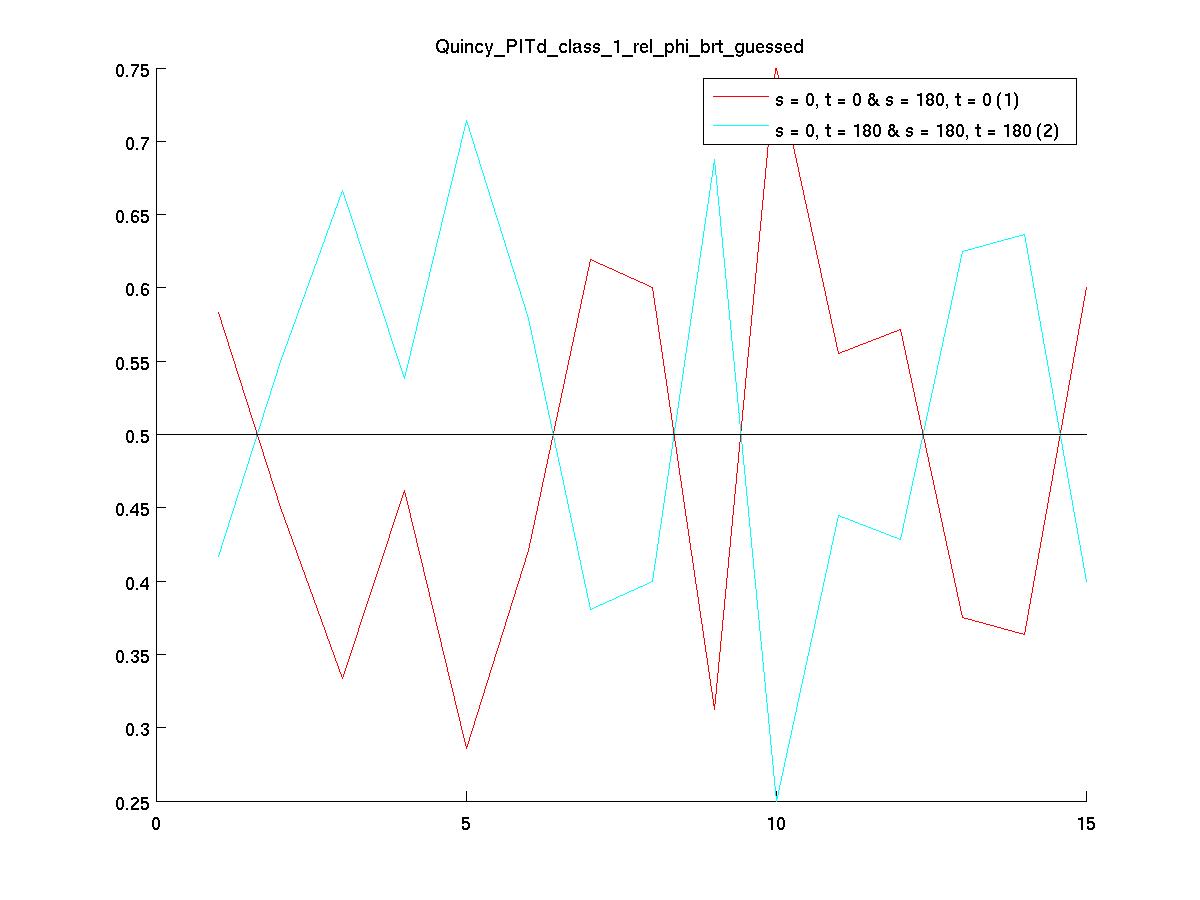 Quincy_PITd_class_1_rel_phi_brt_guessed
s = 0, t = 0 & s = 180, t = 0 (1)
s = 0, t = 180 & s = 180, t = 180 (2)
0.75
0.7
0.65
0.6
0.55
0.5
0.45
0.4
0.35
0.3
0.25
0 5 10 15